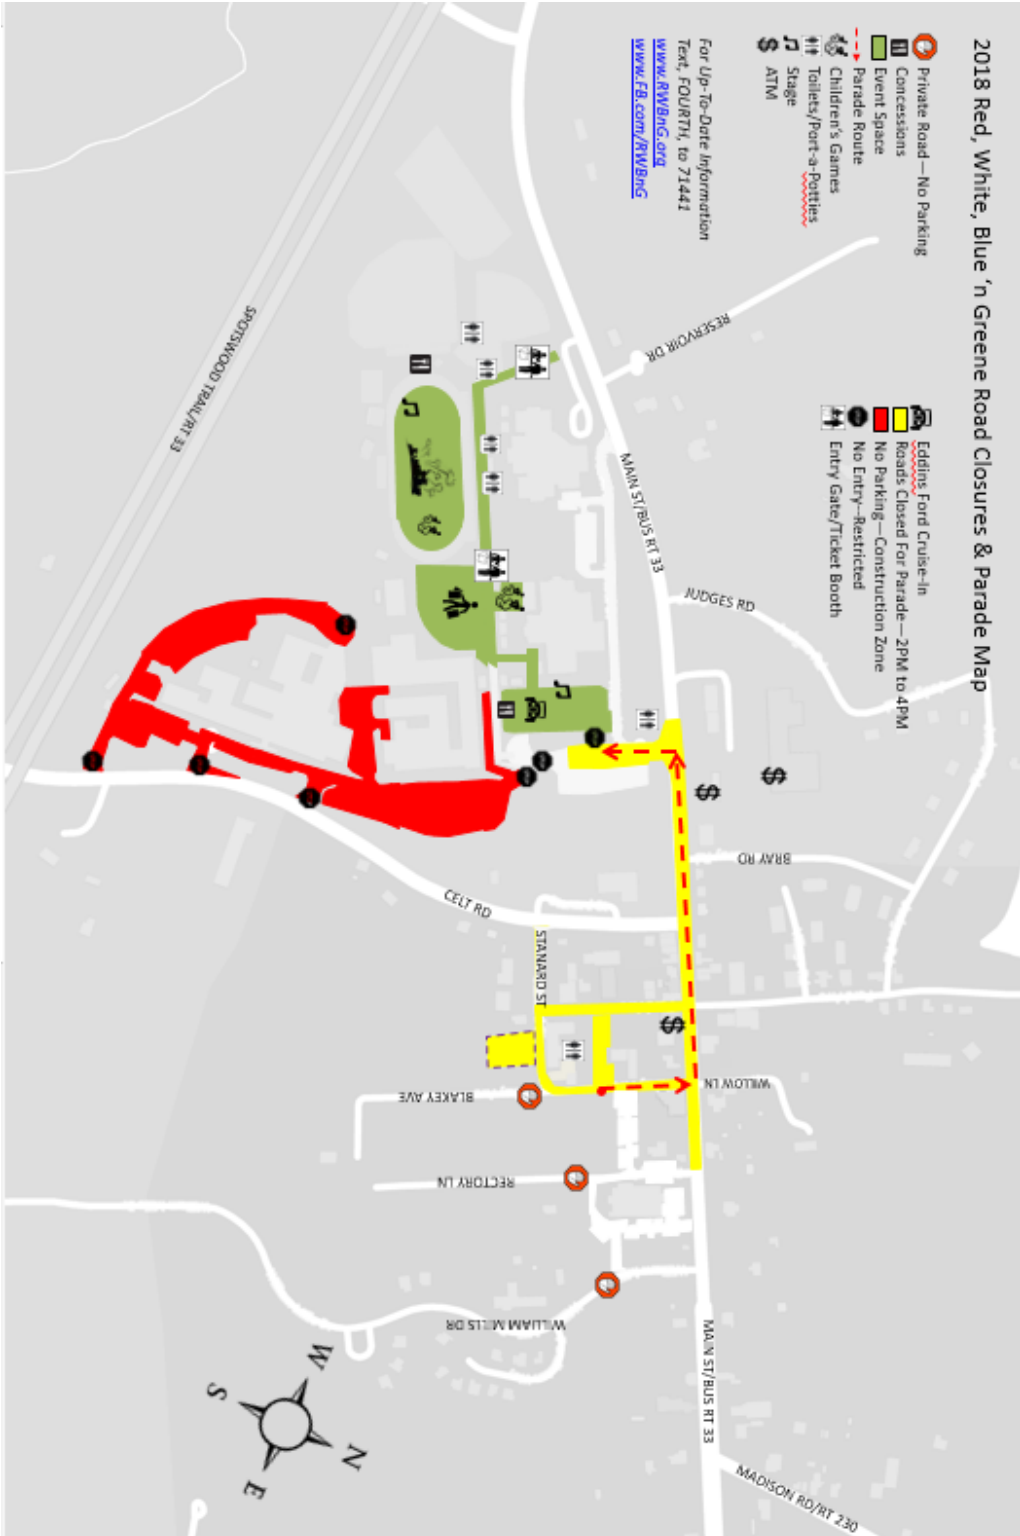 2018 Red, White, Blue ‘n Greene Road Closures & Parade Map
Private Road—No Parking
Concessions
Event Space
Parade Route
Children's Games
Toilets/Port-a-Potties
Stage
ATM
Eddins Ford Cruise-In
Roads Closed For Parade—2PM to 4PM
No Parking—Construction Zone
No Entry—Restricted
Entry Gate/Ticket Booth
For Up-To-Date Information
Text, FOURTH, to 71441
www.RWBnG.org
www.FB.com/RWBnG
RESERVOIR DR
MAIN ST/BUS RT 33
JUDGES RD
SPOTSWOOD TRAIL/RT 33
BRAY RD
CELT RD
STANARD ST
WILLOW LN
BLAKEY AVE
RECTORY LN
WILLIAM MILLS DR
MAIN ST/BUS RT 33
MADISON RD/RT 230
W
N
S
E